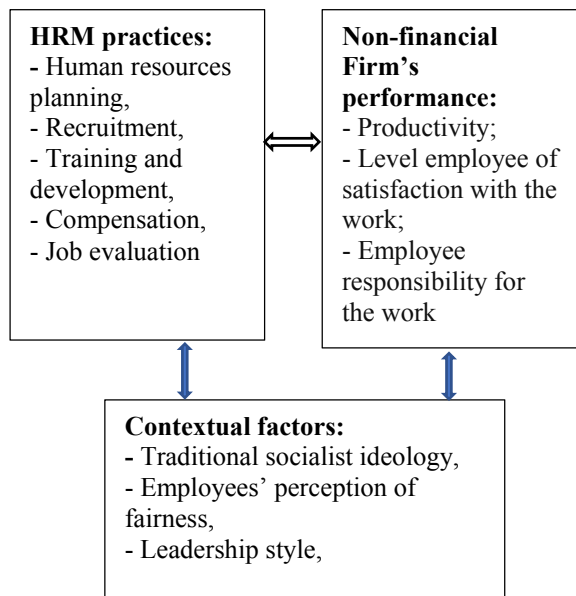 HRM practices:
- Human resources
planning,
- Recruitment,
- Training and
development,
- Compensation,
- Job evaluation
Non-financial
Firm’s
performance:
- Productivity;
- Level employee of
satisfaction with the
work;
- Employee
responsibility for
the work
Contextual factors:
- Traditional socialist ideology,
- Employees’ perception of
fairness,
- Leadership style,